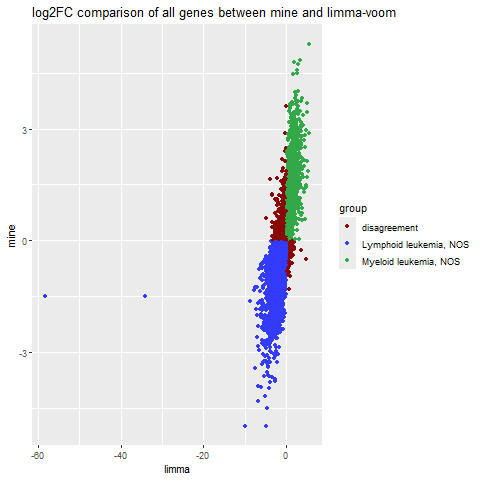 log2FC comparison of all genes between mine and limma-voom
3
0
-3
mine
-60
-40
-20
0
limma
group
disagreement
Lymphoid leukemia, NOS
Myeloid leukemia, NOS